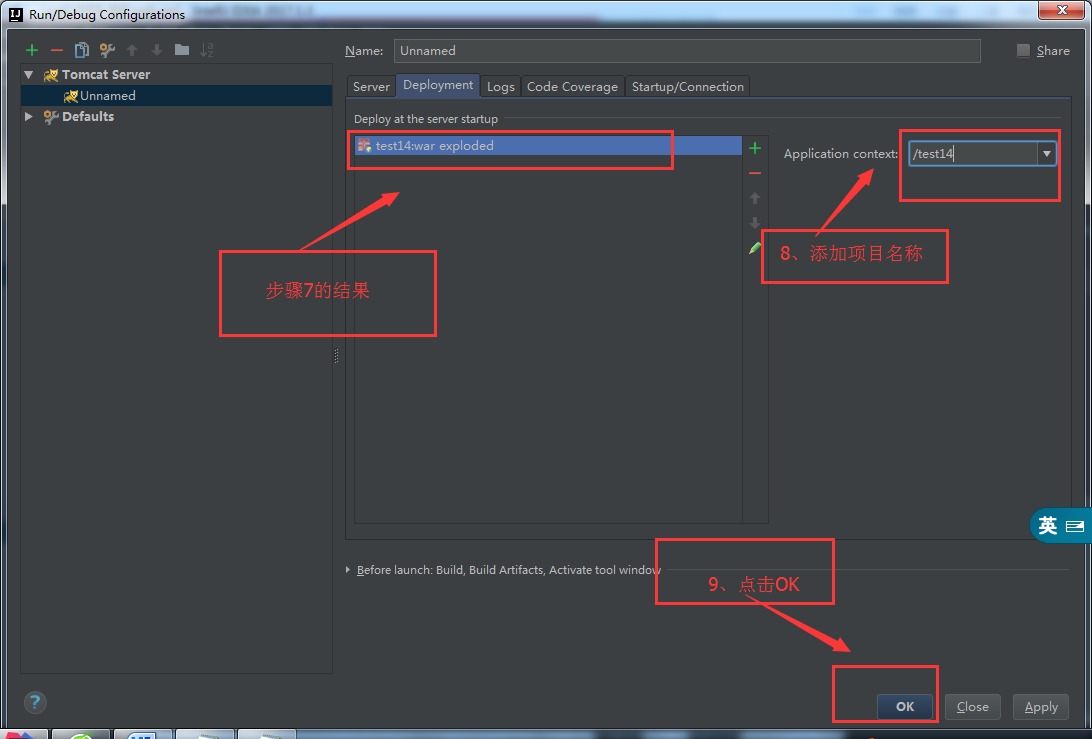 Run/Debug Configurations
Name: Unnamed Share
Tomcat Server
Unnamed
Defaults
Server Deployment Logs Code Coverage Startup/Connection
Deploy at the server startup
test14:war exploded
Application context: /test14
8、添加项目名称
步骤7的结果
英
Before launch: Build, Build Artifacts, Activate tool window
9、点击OK
OK Close Apply